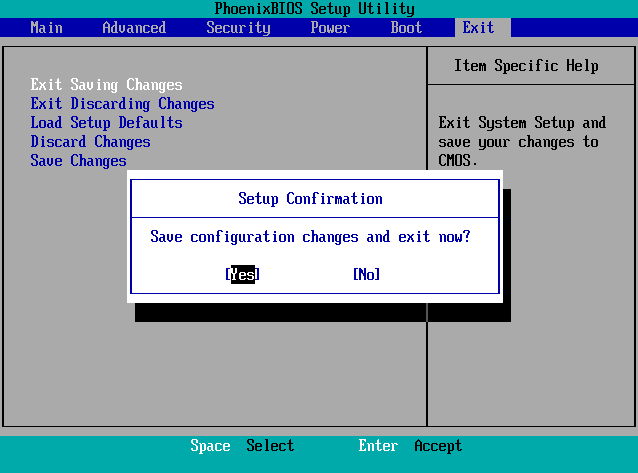 PhoenixBIOS Setup Utility
Main Advanced Security Power Boot Exit
Item Specific Help
Exit Saving Changes
Exit Discarding Changes
Load Setup Defaults
Discard Changes
Save Changes
Exit System Setup and
save your changes to
CMOS.
Setup Confirmation
Save configuration changes and exit now?
[Yes] [No]
Space Select Enter Accept